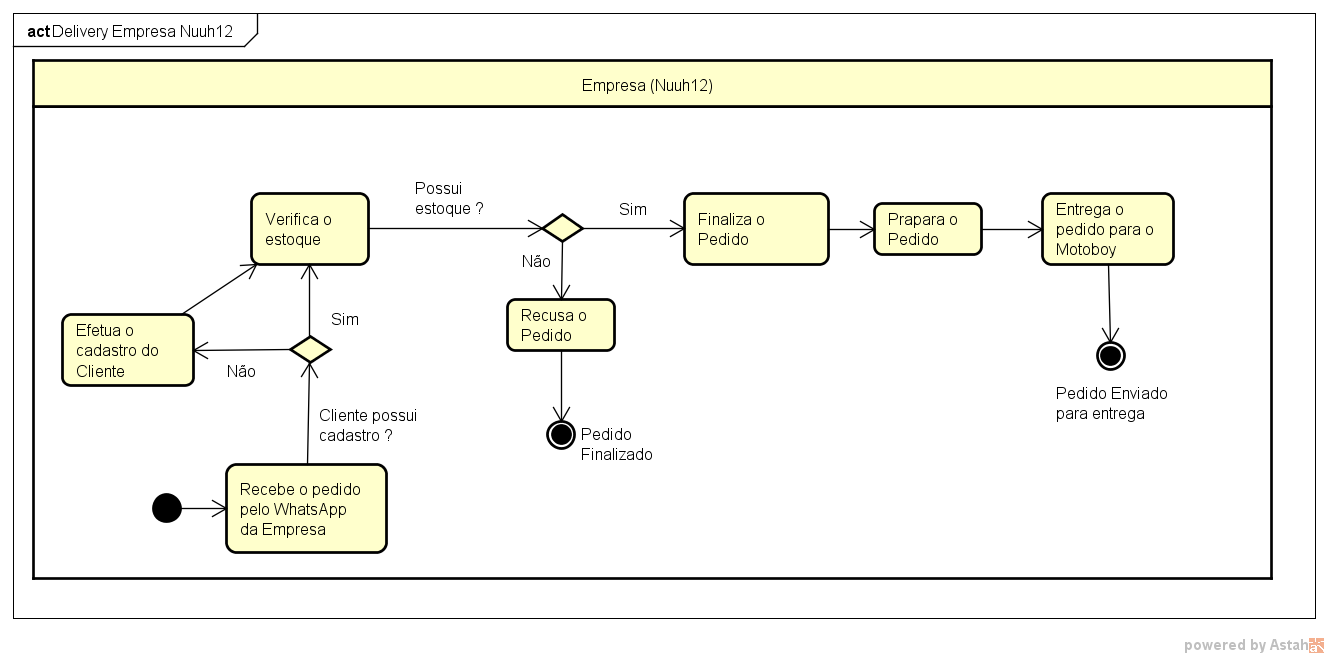 act Delivery Empresa Nuuh12
Empresa (Nuuh12)
Verifica o
estoque
Possui
estoque ?
Sim
Não
Finaliza o
Pedido
Prapara o
Pedido
Entrega o
pedido para o
Motoboy
Efetua o
cadastro do
Cliente
Não
Sim
Recusa o
Pedido
Cliente possui
cadastro ?
Pedido
Finalizado
Pedido Enviado
para entrega
Recebe o pedido
pelo WhatsApp
da Empresa
powered by Astah